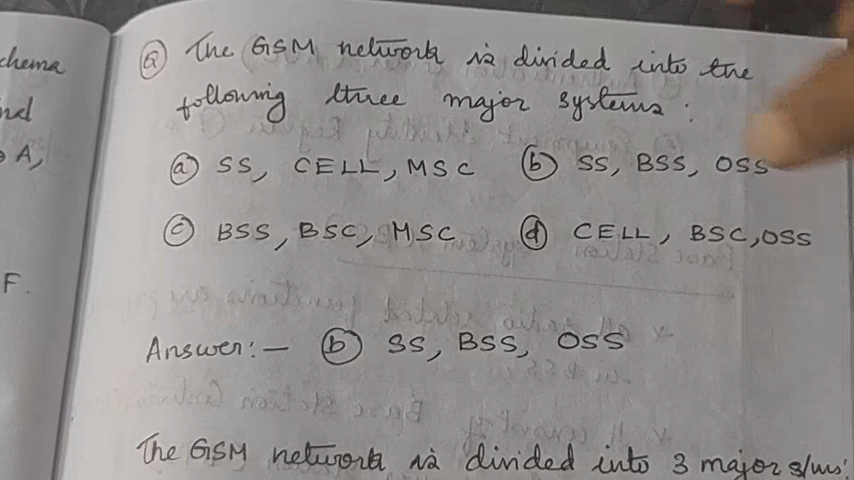 chema
Q The GSM network is divided into the
following three major systems:
A,
a SS, CELL, MSC b SS, BSS, OSS
c BSS, BSC, MSC d CELL, BSC, OSS
F.
Answer:- b SS, BSS, OSS
The GSM network is divided into 3 major s/ms: